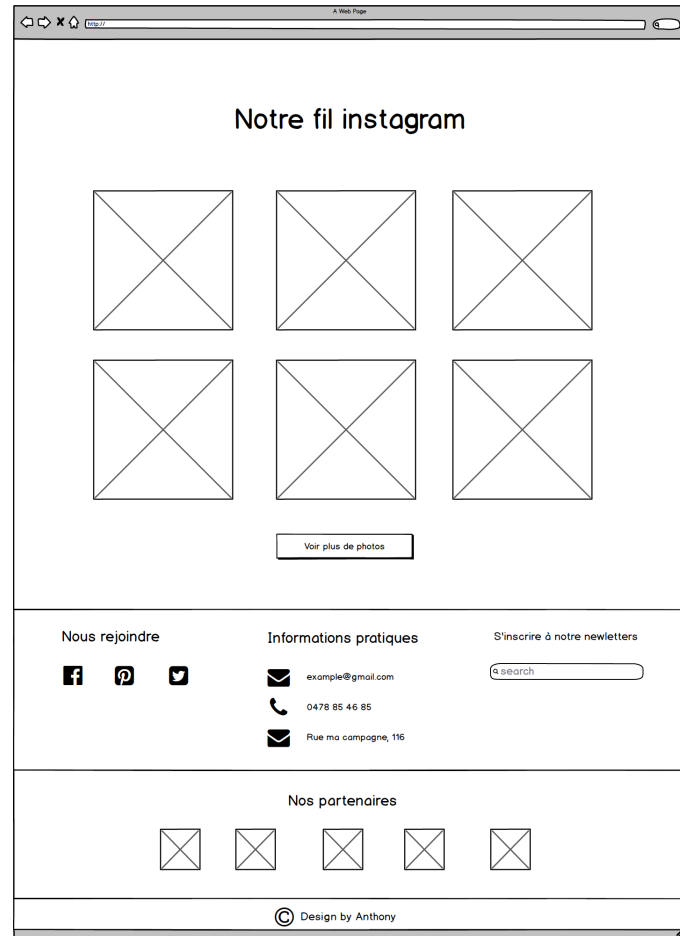 A Web Page
http://
Notre fil instagram
Voir plus de photos
Nous rejoindre
Informations pratiques
S'inscrire à notre newletters
example@gmail.com
search
0478 85 46 85
Rue ma campagne, 116
Nos partenaires
© Design by Anthony